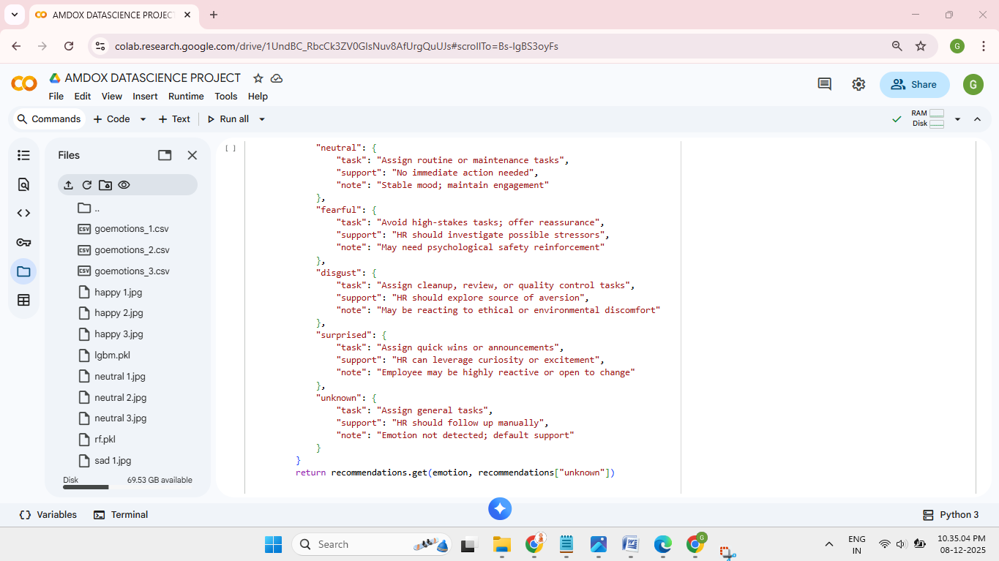 AMDOX DATASCIENCE PROJECT
colab.research.google.com/drive/1UndBC_RbcCk3ZV0GIsNuv8AfUrgQuUJs#scrollTo=Bs-IgBS3oyFs
G
AMDOX DATASCIENCE PROJECT
File Edit View Insert Runtime Tools Help
Share
G
Commands + Code + Text Run all
RAM
Disk
Files
..
goemotions_1.csv
goemotions_2.csv
goemotions_3.csv
happy 1.jpg
happy 2.jpg
happy 3.jpg
lgbm.pkl
neutral 1.jpg
neutral 2.jpg
neutral 3.jpg
rf.pkl
sad 1.jpg
Disk 69.53 GB available
[ ]
"neutral": {
"task": "Assign routine or maintenance tasks",
"support": "No immediate action needed",
"note": "Stable mood; maintain engagement"
},
"fearful": {
"task": "Avoid high-stakes tasks; offer reassurance",
"support": "HR should investigate possible stressors",
"note": "May need psychological safety reinforcement"
},
"disgust": {
"task": "Assign cleanup, review, or quality control tasks",
"support": "HR should explore source of aversion",
"note": "May be reacting to ethical or environmental discomfort"
},
"surprised": {
"task": "Assign quick wins or announcements",
"support": "HR can leverage curiosity or excitement",
"note": "Employee may be highly reactive or open to change"
},
"unknown": {
"task": "Assign general tasks",
"support": "HR should follow up manually",
"note": "Emotion not detected; default support"
}
}
return recommendations.get(emotion, recommendations["unknown"])
Variables Terminal
Python 3
Search
ENG
IN
10.35.04 PM
08-12-2025